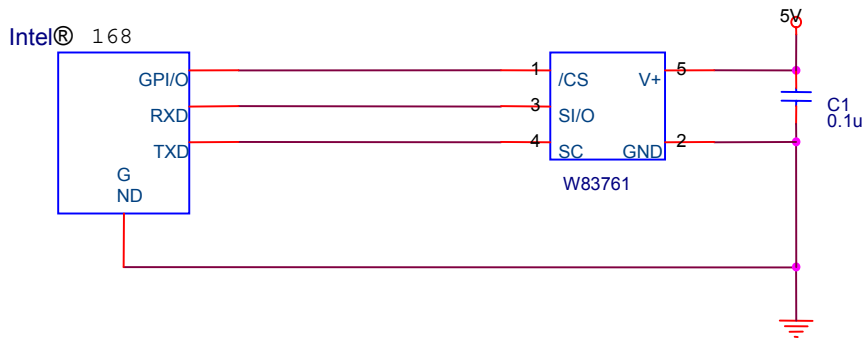 5V
Intel® 168
GPI/O 1 /CS V+ 5
RXD 3 SI/O C1
0.1u
TXD 4 SC GND 2
G
ND
W83761